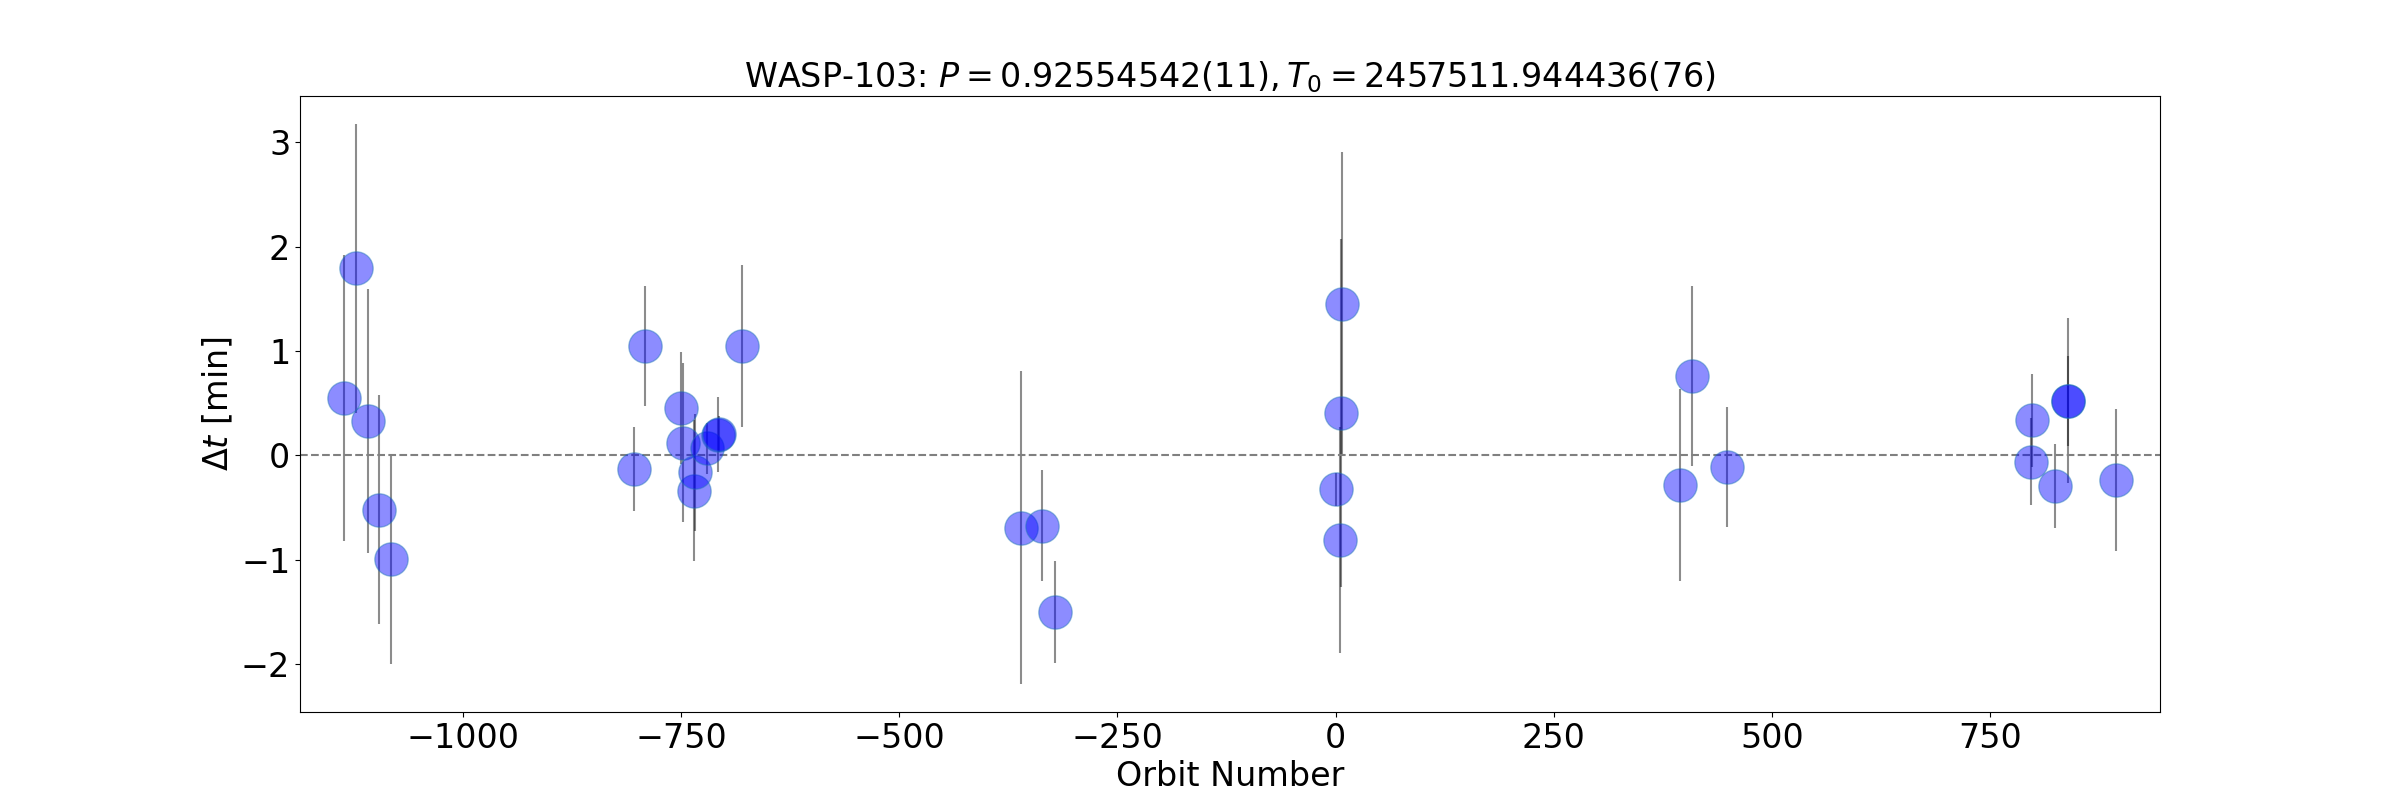 WASP-103: P = 0.92554542(11), T₀ = 2457511.944436(76)
Δt [min]
3
2
1
0
−1
−2
−1000 −750 −500 −250 0 250 500 750
Orbit Number